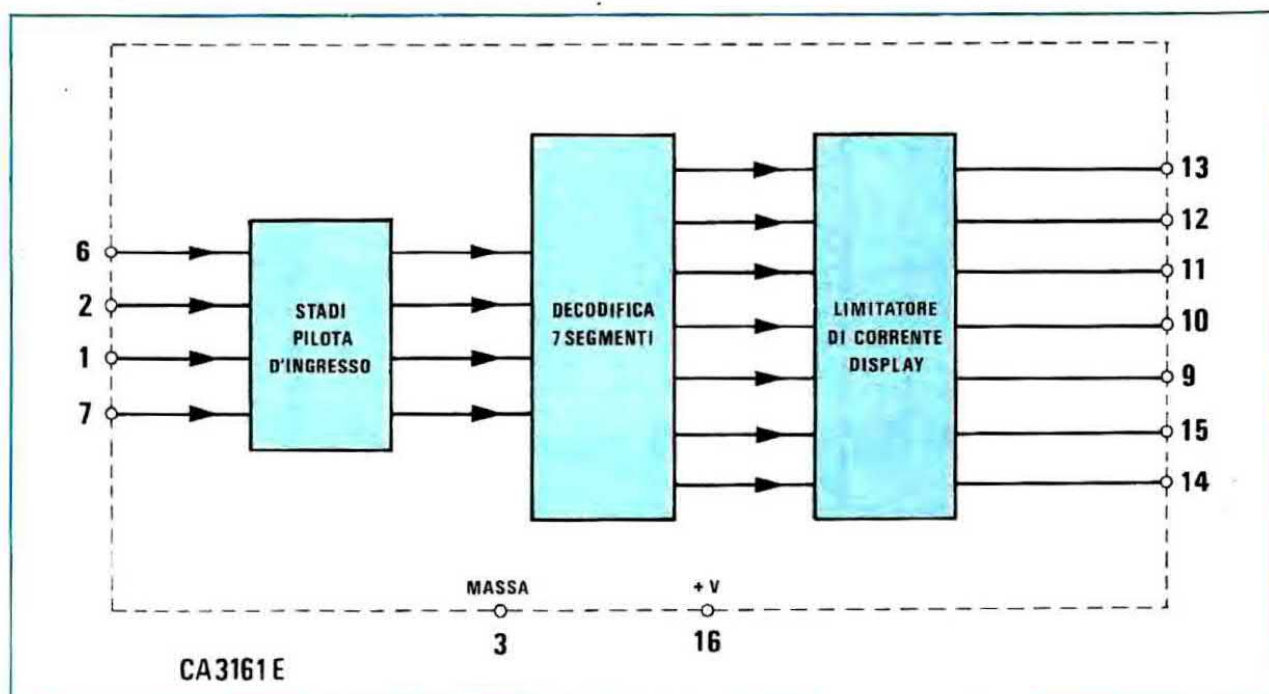 6
2
1
7
STADI
PILOTA
D'INGRESSO
DECODIFICA
7 SEGMENTI
LIMITATORE
DI CORRENTE
DISPLAY
13
12
11
10
9
15
14
MASSA
3
+ V
16
CA3161E